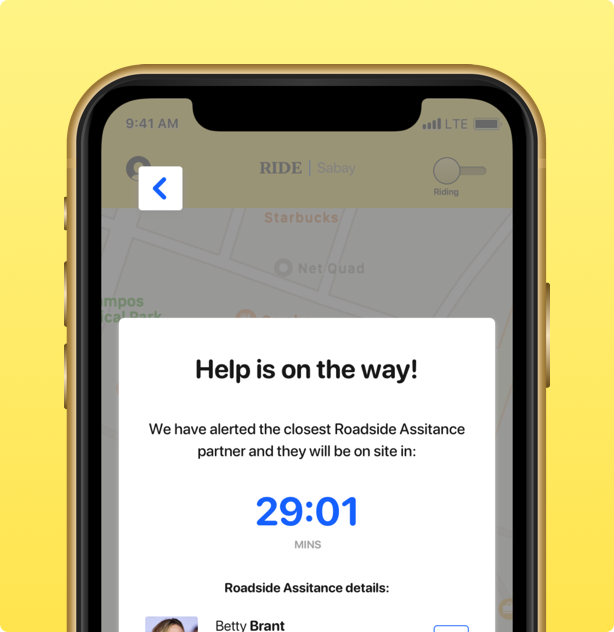 9:41 AM LTE
RIDE | Sabay
Riding
Starbucks
Net Quad
ampos
ical Park
Help is on the way!
We have alerted the closest Roadside Assitance
partner and they will be on site in:
29:01
MINS
Roadside Assitance details:
Betty Brant